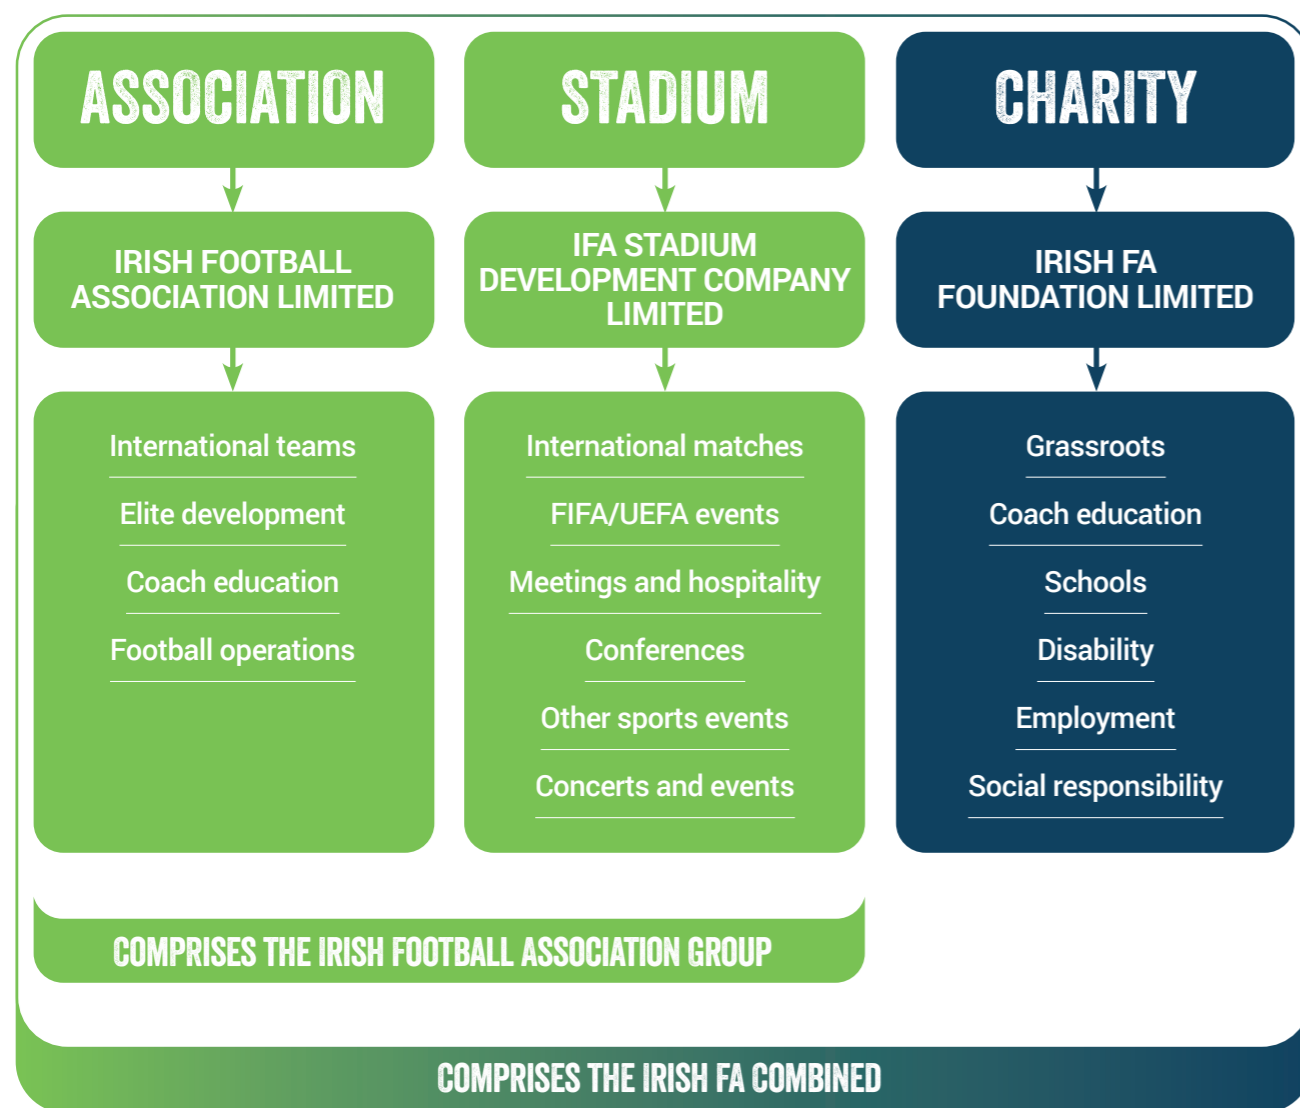 ASSOCIATION
IRISH FOOTBALL
ASSOCIATION LIMITED
International teams
Elite development
Coach education
Football operations
STADIUM
IFA STADIUM
DEVELOPMENT COMPANY
LIMITED
International matches
FIFA/UEFA events
Meetings and hospitality
Conferences
Other sports events
Concerts and events
CHARITY
IRISH FA
FOUNDATION LIMITED
Grassroots
Coach education
Schools
Disability
Employment
Social responsibility
COMPRISES THE IRISH FOOTBALL ASSOCIATION GROUP
COMPRISES THE IRISH FA COMBINED